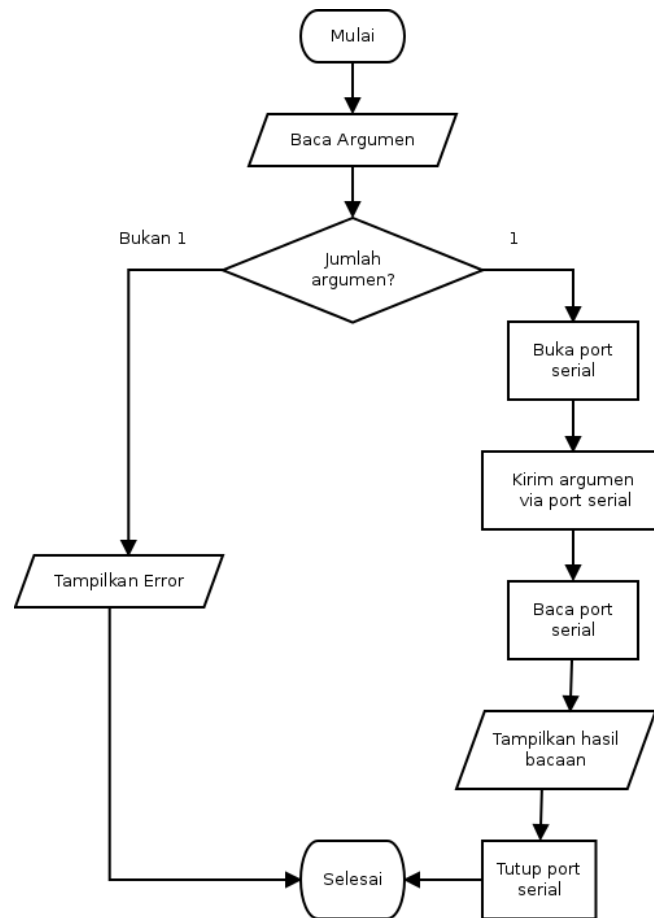 Mulai
Baca Argumen
Bukan 1
1
Jumlah
argumen?
Buka port
serial
Kirim argumen
via port serial
Tampilkan Error
Baca port
serial
Tampilkan hasil
bacaan
Selesai
Tutup port
serial